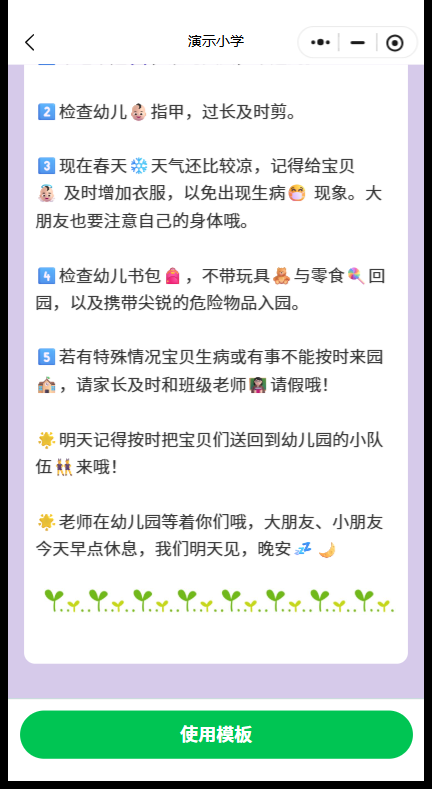 演示小学
2检查幼儿👶🏻指甲，过长及时剪。
3现在春天❄️天气还比较凉，记得给宝贝
👶🏻 及时增加衣服，以免出现生病😷 现象。大
朋友也要注意自己的身体哦。
4检查幼儿书包🎒，不带玩具🧸与零食🍭回
园，以及携带尖锐的危险物品入园。
5若有特殊情况宝贝生病或有事不能按时来园
🏫，请家长及时和班级老师👩🏻‍🏫请假哦！
🌟明天记得按时把宝贝们送回到幼儿园的小队
伍👯来哦！
🌟老师在幼儿园等着你们哦，大朋友、小朋友
今天早点休息，我们明天见，晚安💤🌙
使用模板